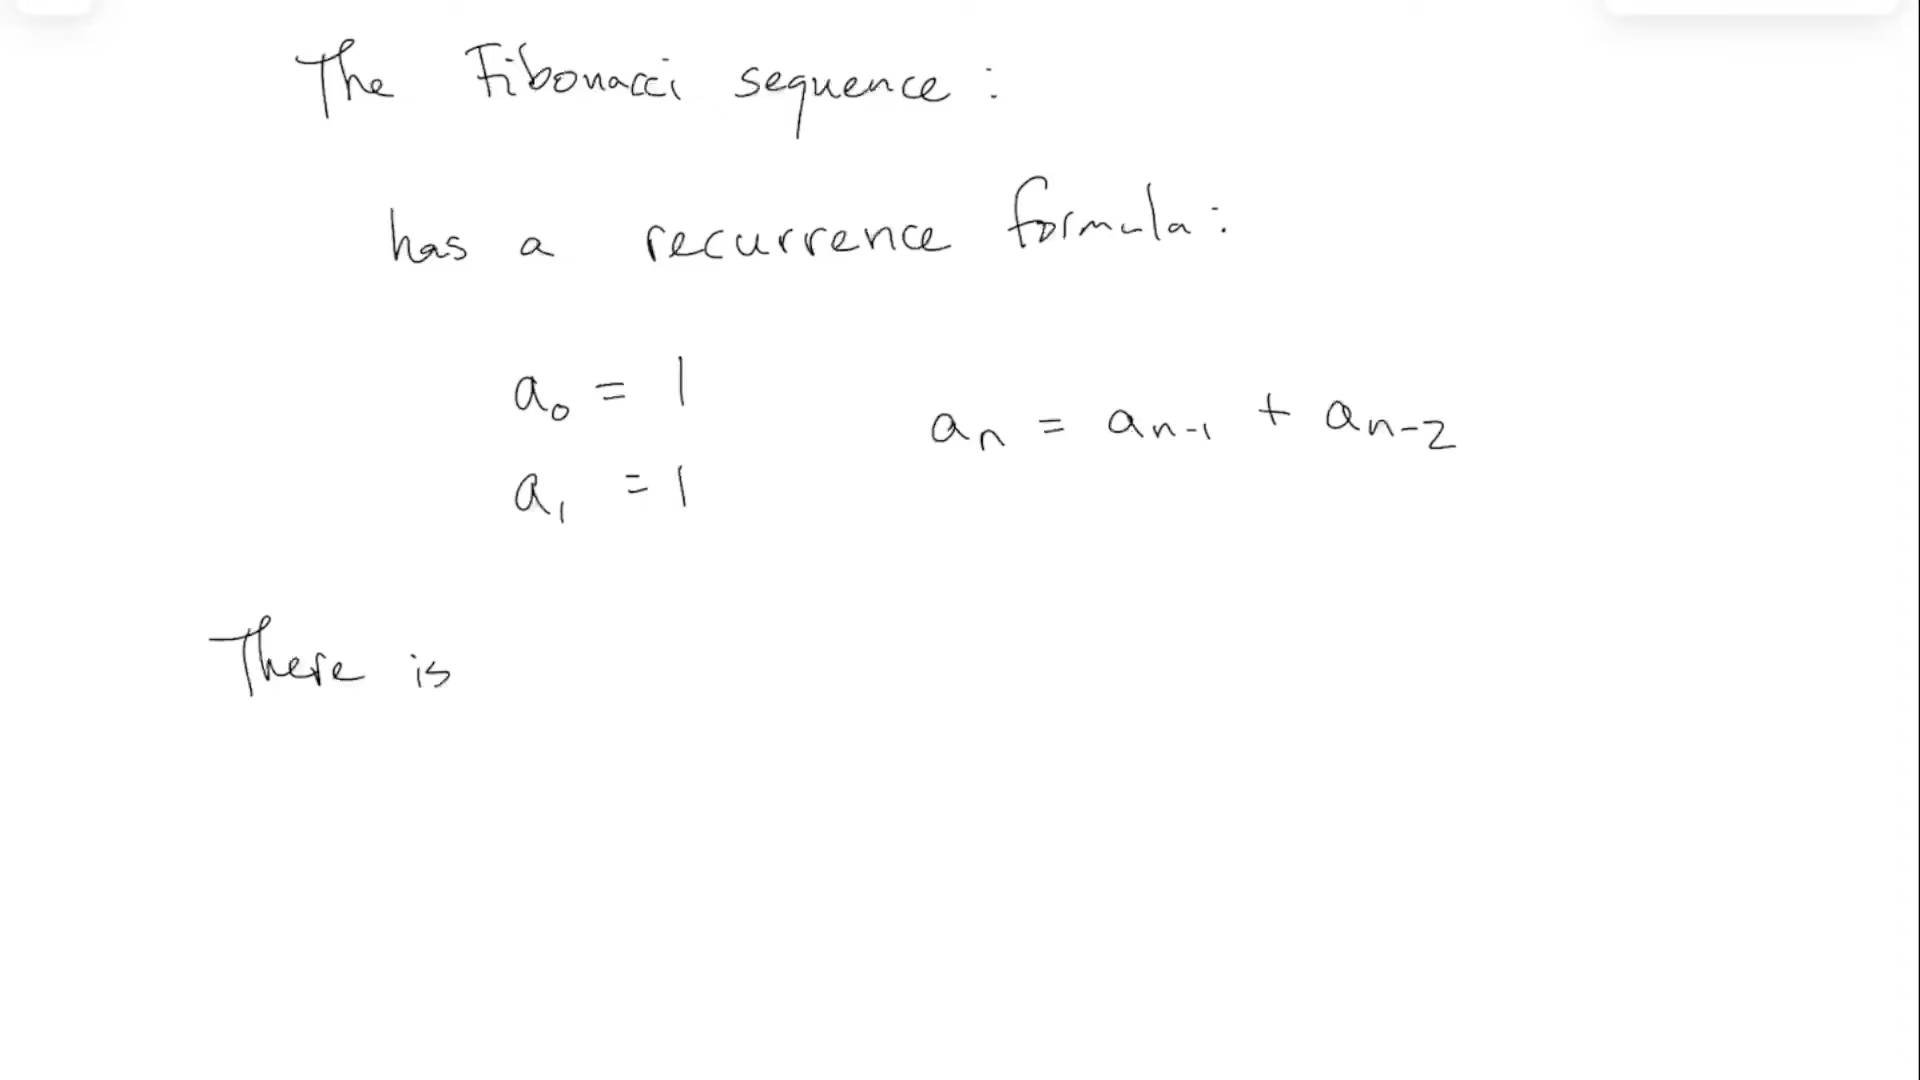 The Fibonacci sequence:
has a recurrence formula:
a₀ = 1
aₙ = aₙ₋₁ + aₙ₋₂
a₁ = 1
There is